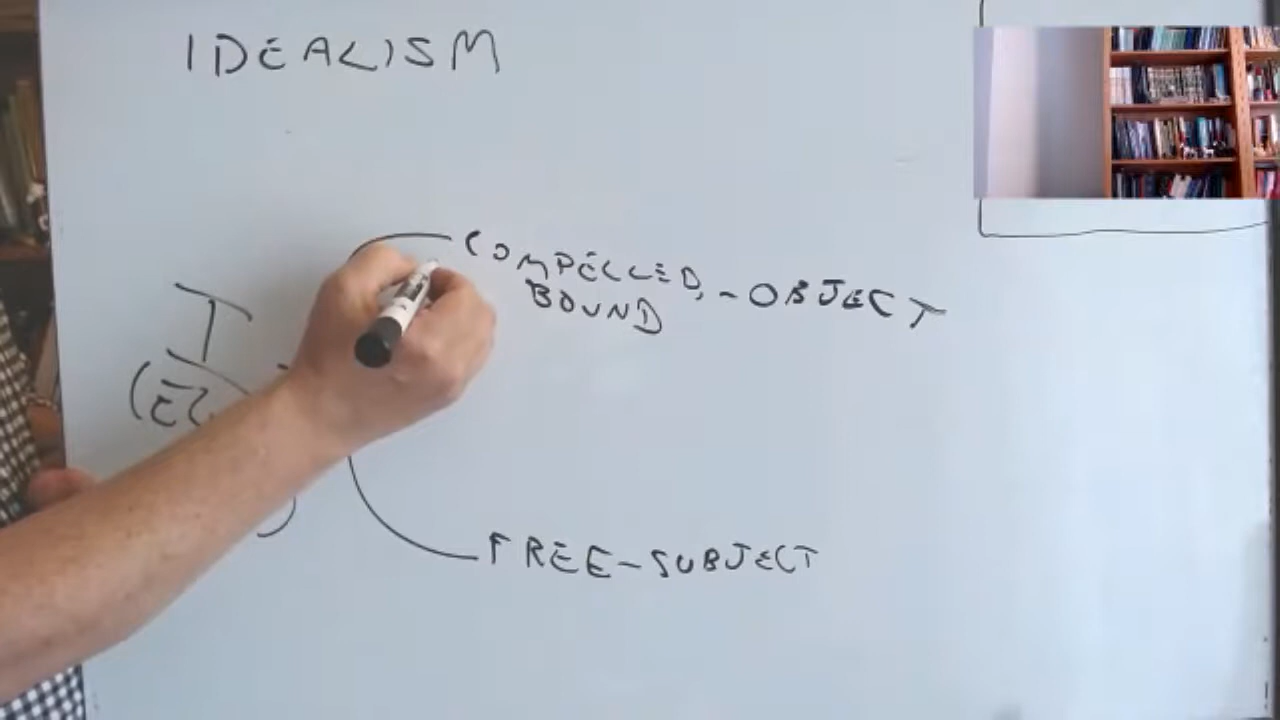 IDEALISM
COMPELLED, - OBJECT
BOUND
I
FREE - SUBJECT